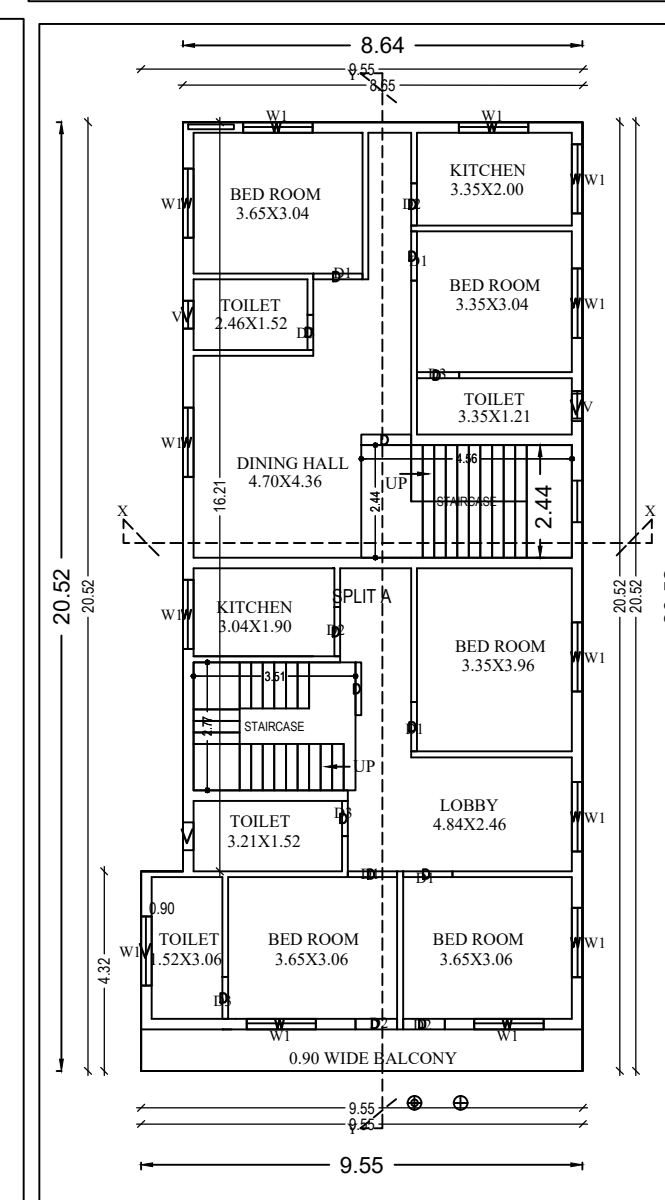 8.64
9.55
Y
8.65
W1
W1
KITCHEN
3.35X2.00
W1
BED ROOM
3.65X3.04
W1
D2
D1
D1
BED ROOM
3.35X3.04
W1
TOILET
2.46X1.52
V
D
D3
TOILET
3.35X1.21
V
D
W1
DINING HALL
4.70X4.36
4.56
UP
STAIRCASE
2.44
2.44
16.21
X
X
20.52
20.52
20.52
20.52
KITCHEN
3.04X1.90
W1
SPLIT A
D2
BED ROOM
3.35X3.96
W1
3.51
D
STAIRCASE
2.77
D1
UP
LOBBY
4.84X2.46
W1
TOILET
3.21X1.52
D3
V
D1
D1
0.90
TOILET
1.52X3.06
W1
BED ROOM
3.65X3.06
BED ROOM
3.65X3.06
W1
4.32
D3
D2
D2
W1
W1
0.90 WIDE BALCONY
9.55
Y
9.55
9.55